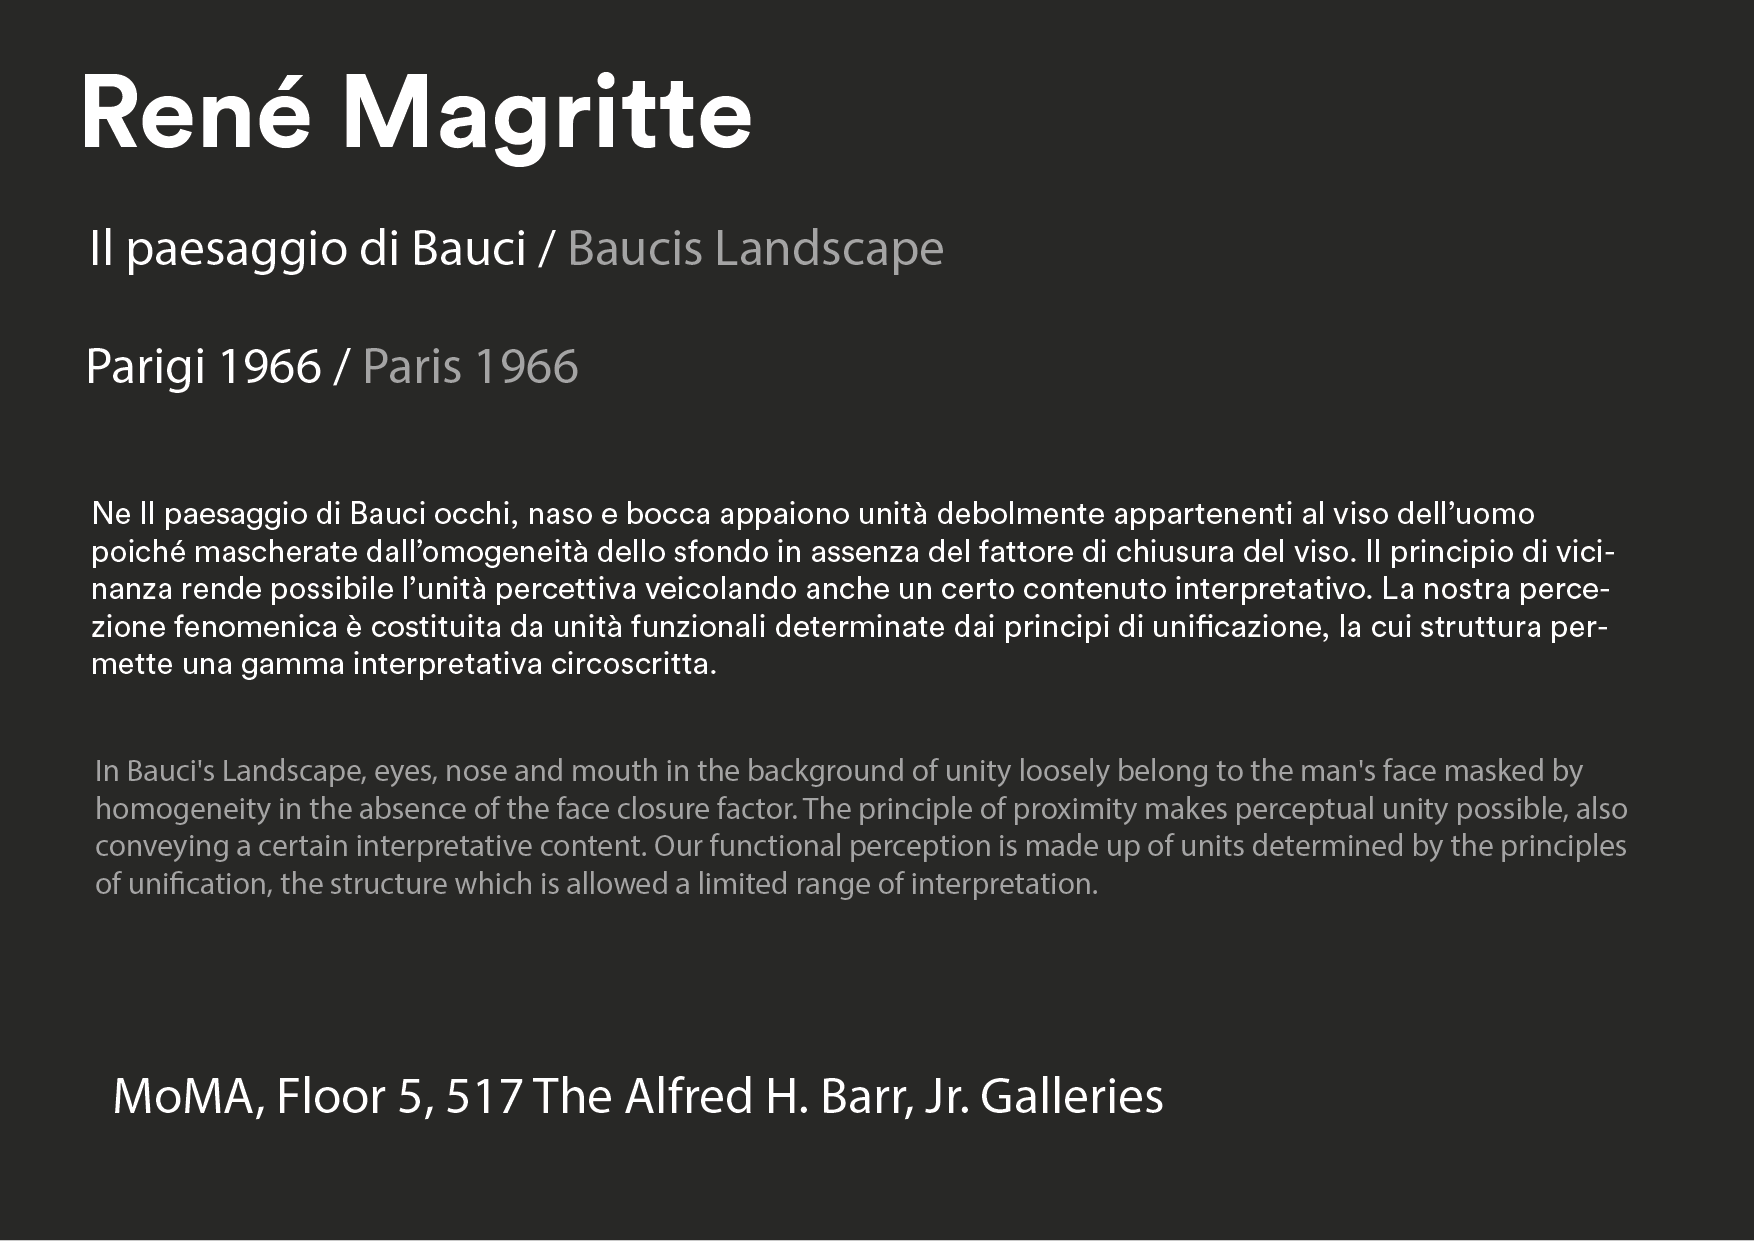 René Magritte
Il paesaggio di Bauci / Baucis Landscape
Parigi 1966 / Paris 1966
Ne Il paesaggio di Bauci occhi, naso e bocca appaiono unità debolmente appartenenti al viso dell’uomo
poiché mascherate dall’omogeneità dello sfondo in assenza del fattore di chiusura del viso. Il principio di vici-
nanza rende possibile l’unità percettiva veicolando anche un certo contenuto interpretativo. La nostra perce-
zione fenomenica è costituita da unità funzionali determinate dai principi di unificazione, la cui struttura per-
mette una gamma interpretativa circoscritta.
In Bauci's Landscape, eyes, nose and mouth in the background of unity loosely belong to the man's face masked by
homogeneity in the absence of the face closure factor. The principle of proximity makes perceptual unity possible, also
conveying a certain interpretative content. Our functional perception is made up of units determined by the principles
of unification, the structure which is allowed a limited range of interpretation.
MoMA, Floor 5, 517 The Alfred H. Barr, Jr. Galleries